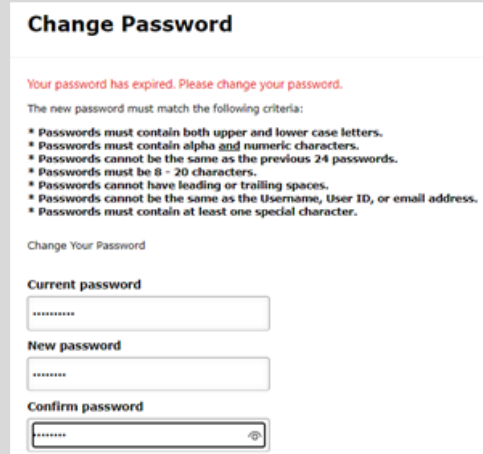 Change Password
Your password has expired. Please change your password.
The new password must match the following criteria:
* Passwords must contain both upper and lower case letters.
* Passwords must contain alpha and numeric characters.
* Passwords cannot be the same as the previous 24 passwords.
* Passwords must be 8 - 20 characters.
* Passwords cannot have leading or trailing spaces.
* Passwords cannot be the same as the Username, User ID, or email address.
* Passwords must contain at least one special character.
Change Your Password
Current password
••••••••••
New password
••••••••
Confirm password
••••••••